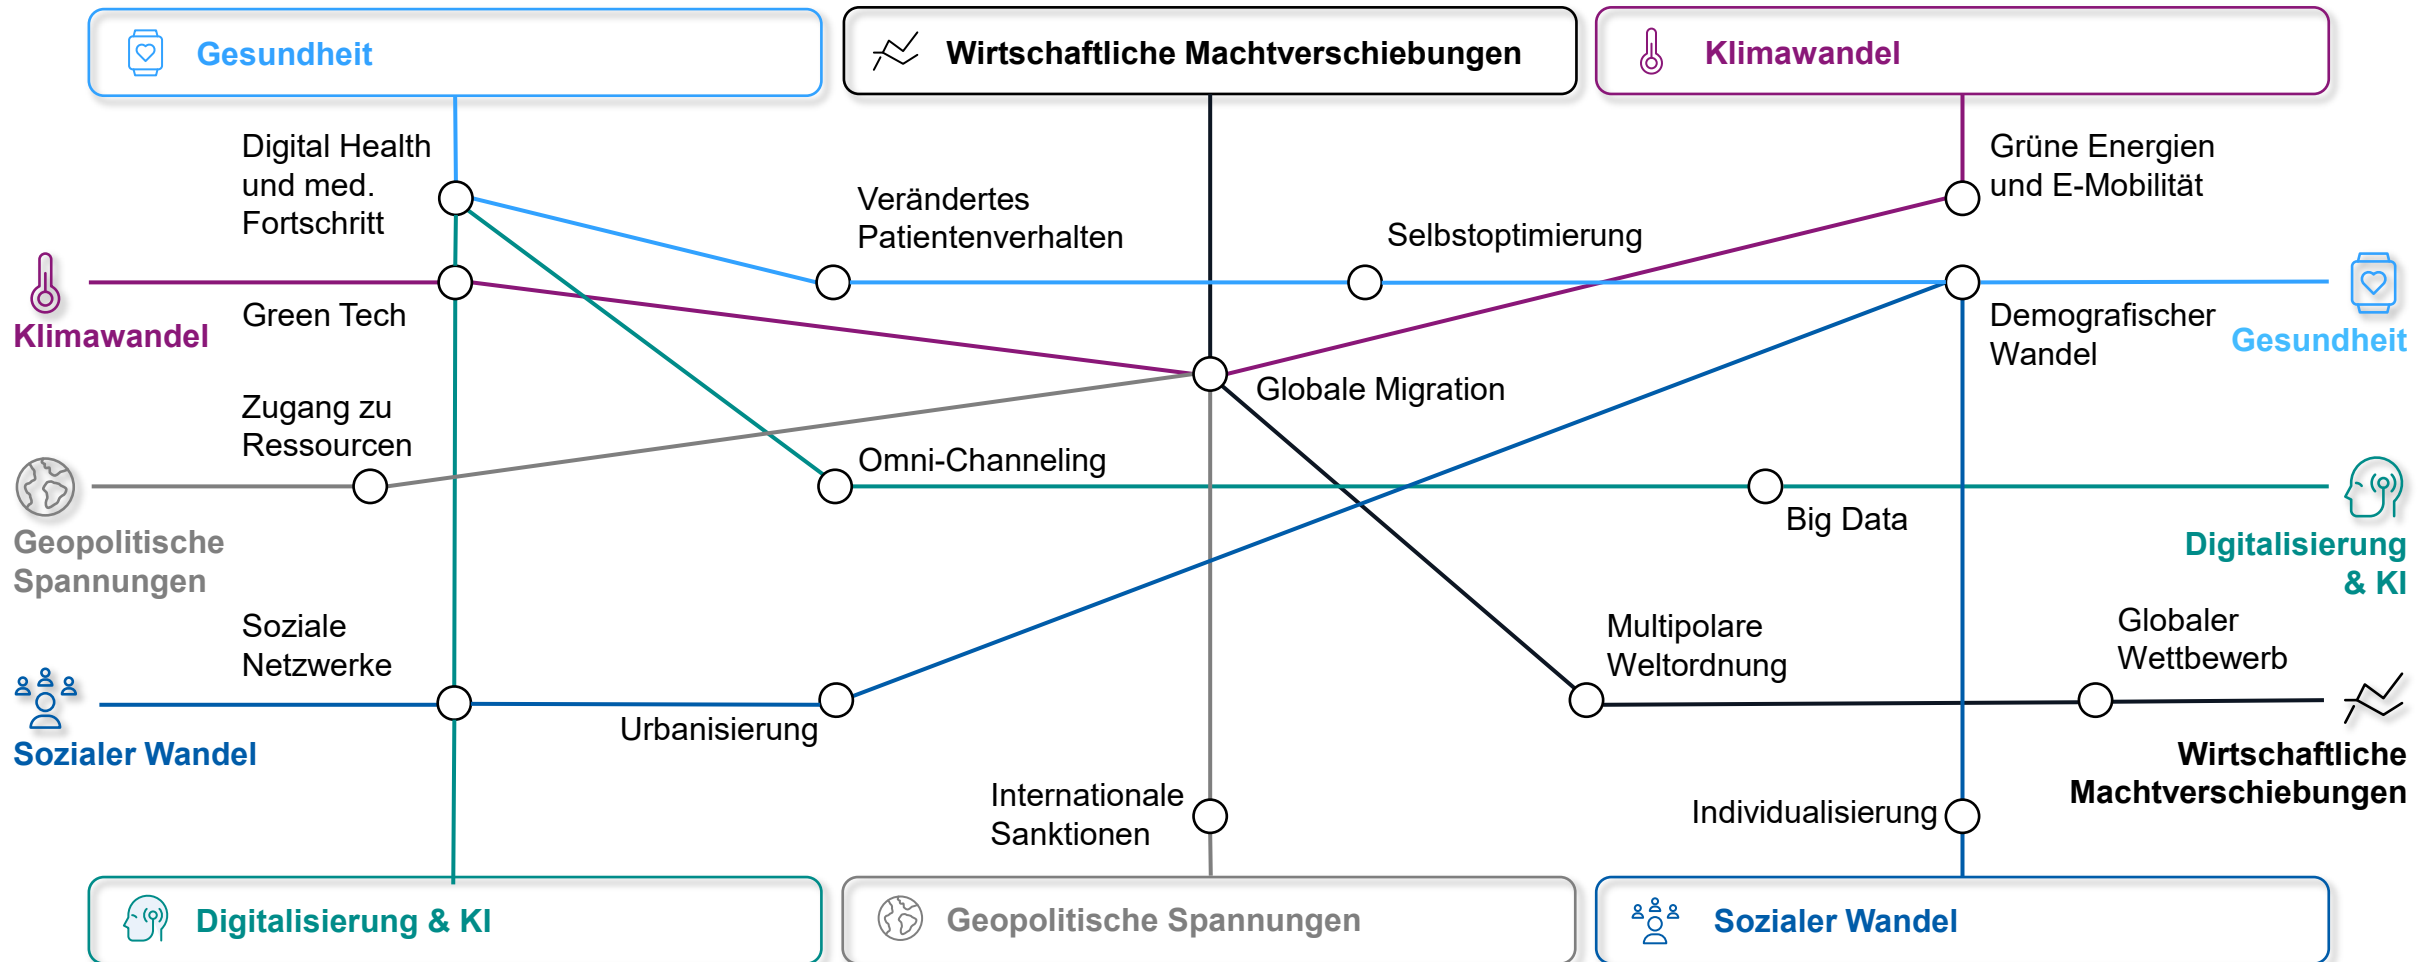 Gesundheit
Wirtschaftliche Machtverschiebungen
Klimawandel
Digital Health
und med.
Fortschritt
Verändertes
Patientenverhalten
Selbstoptimierung
Grüne Energien
und E-Mobilität
Klimawandel
Green Tech
Demografischer
Wandel
Gesundheit
Zugang zu
Ressourcen
Globale Migration
Geopolitische
Spannungen
Omni-Channeling
Big Data
Digitalisierung
& KI
Soziale
Netzwerke
Urbanisierung
Multipolare
Weltordnung
Globaler
Wettbewerb
Sozialer Wandel
Wirtschaftliche
Machtverschiebungen
Internationale
Sanktionen
Individualisierung
Digitalisierung & KI
Geopolitische Spannungen
Sozialer Wandel